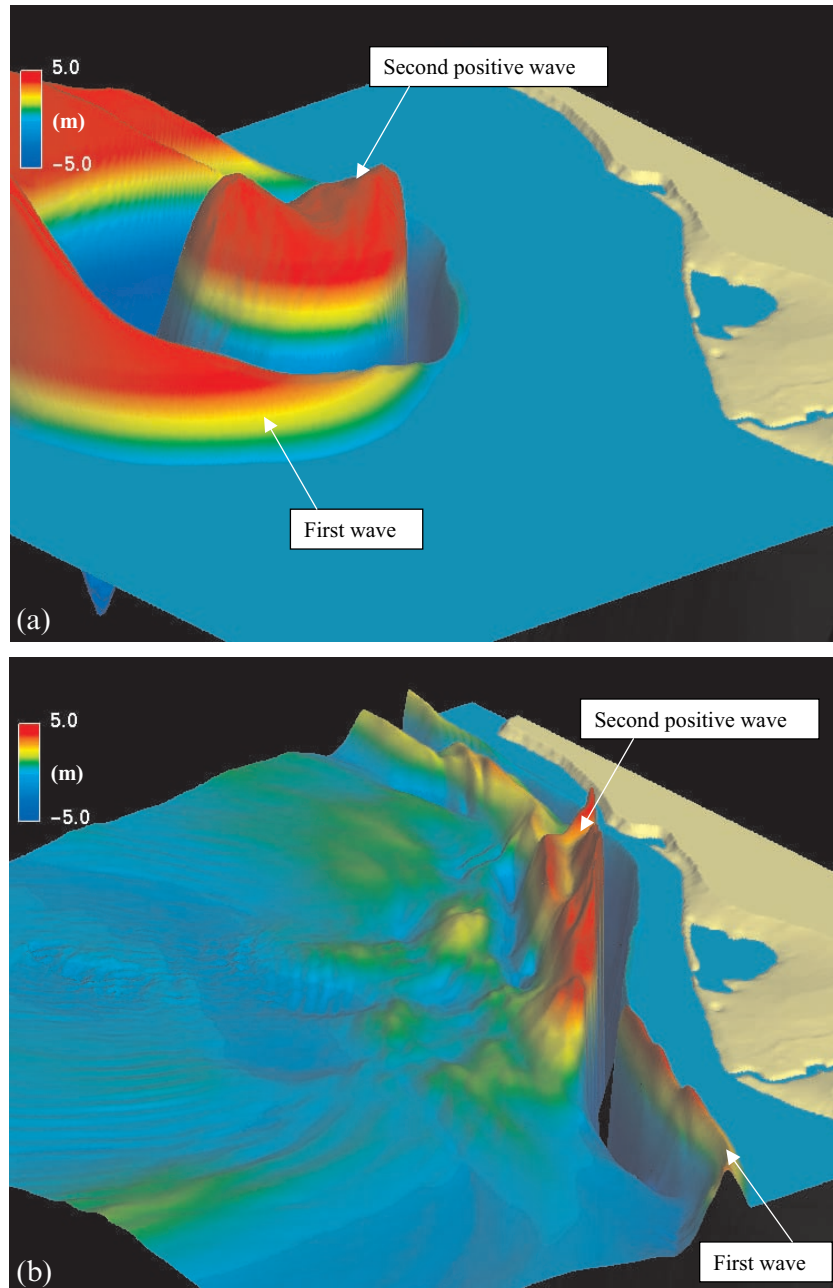 5.0
(m)
−5.0
Second positive wave
First wave
(a)
5.0
(m)
−5.0
Second positive wave
First wave
(b)